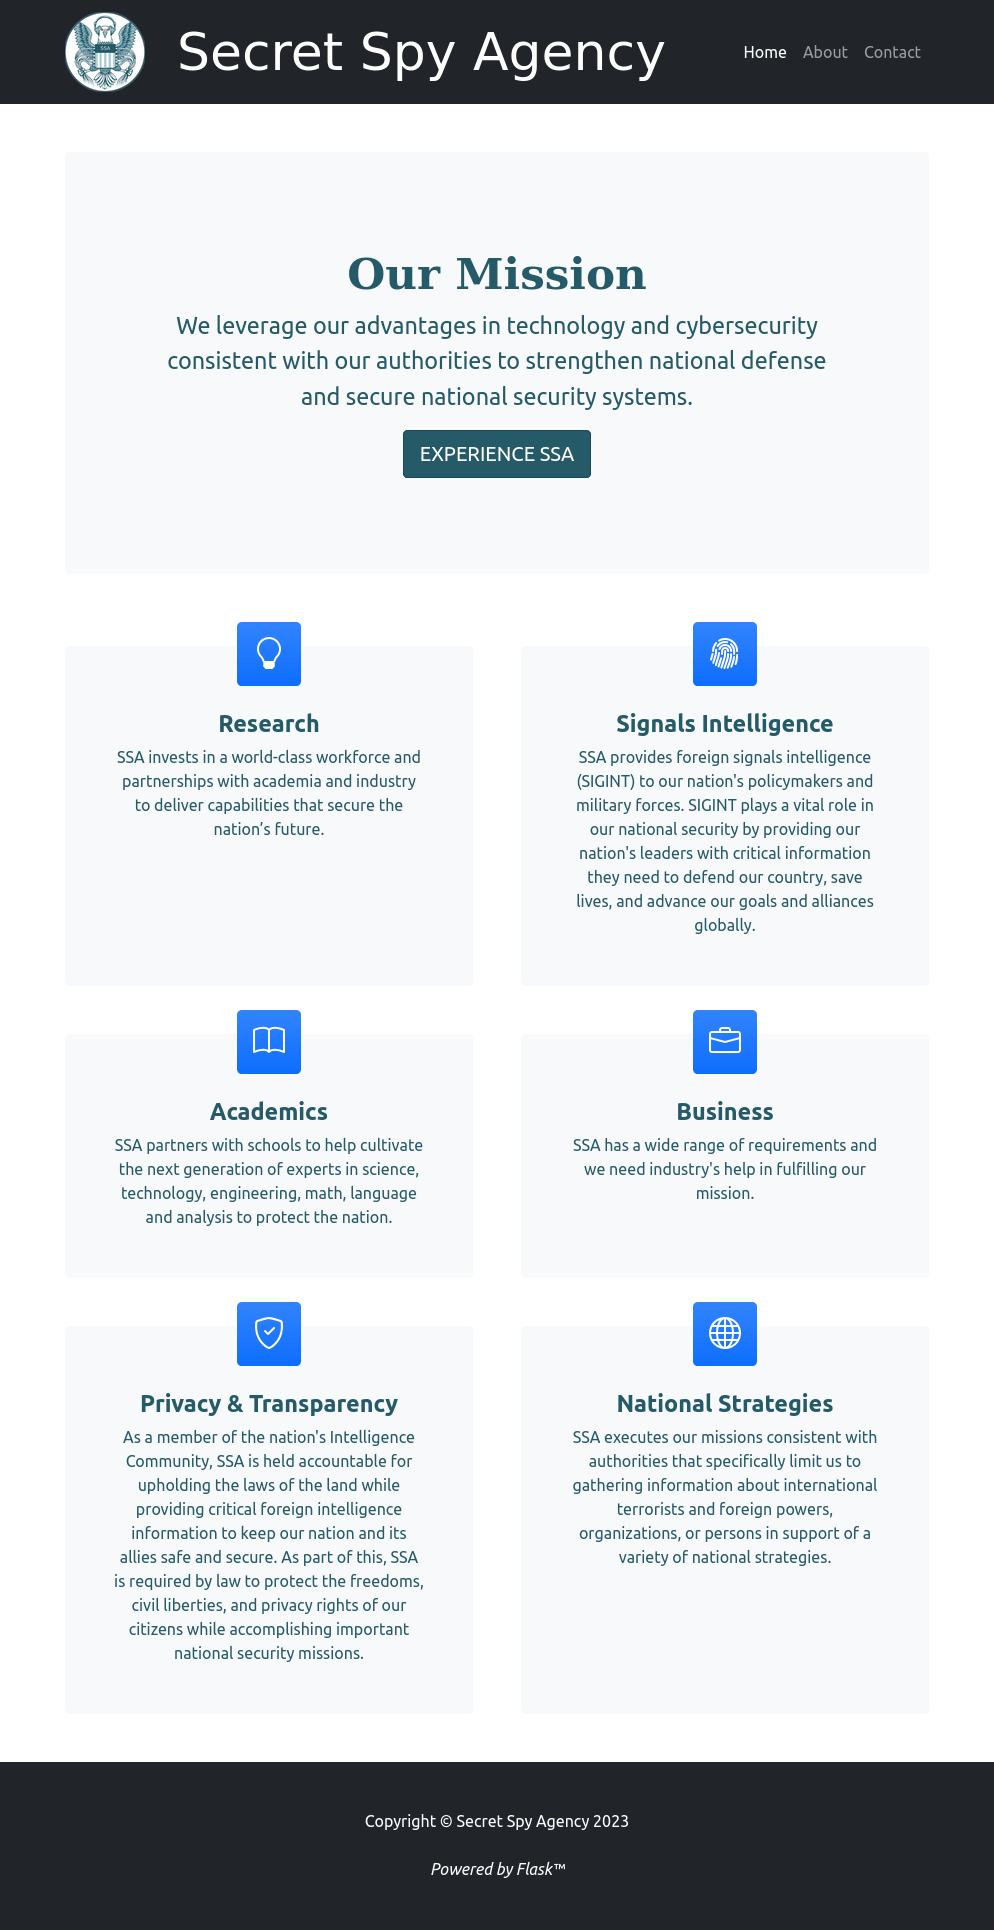 SSA
Secret Spy Agency
Home About Contact
Our Mission
We leverage our advantages in technology and cybersecurity
consistent with our authorities to strengthen national defense
and secure national security systems.
EXPERIENCE SSA
Research
SSA invests in a world-class workforce and
partnerships with academia and industry
to deliver capabilities that secure the
nation’s future.
Signals Intelligence
SSA provides foreign signals intelligence
(SIGINT) to our nation's policymakers and
military forces. SIGINT plays a vital role in
our national security by providing our
nation's leaders with critical information
they need to defend our country, save
lives, and advance our goals and alliances
globally.
Academics
SSA partners with schools to help cultivate
the next generation of experts in science,
technology, engineering, math, language
and analysis to protect the nation.
Business
SSA has a wide range of requirements and
we need industry's help in fulfilling our
mission.
Privacy & Transparency
As a member of the nation's Intelligence
Community, SSA is held accountable for
upholding the laws of the land while
providing critical foreign intelligence
information to keep our nation and its
allies safe and secure. As part of this, SSA
is required by law to protect the freedoms,
civil liberties, and privacy rights of our
citizens while accomplishing important
national security missions.
National Strategies
SSA executes our missions consistent with
authorities that specifically limit us to
gathering information about international
terrorists and foreign powers,
organizations, or persons in support of a
variety of national strategies.
Copyright © Secret Spy Agency 2023
Powered by Flask™